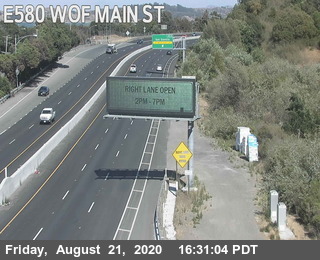 E580 WOF MAIN ST
RIGHT LANE OPEN
2PM - 7PM
Friday, August 21, 2020 16:31:04 PDT